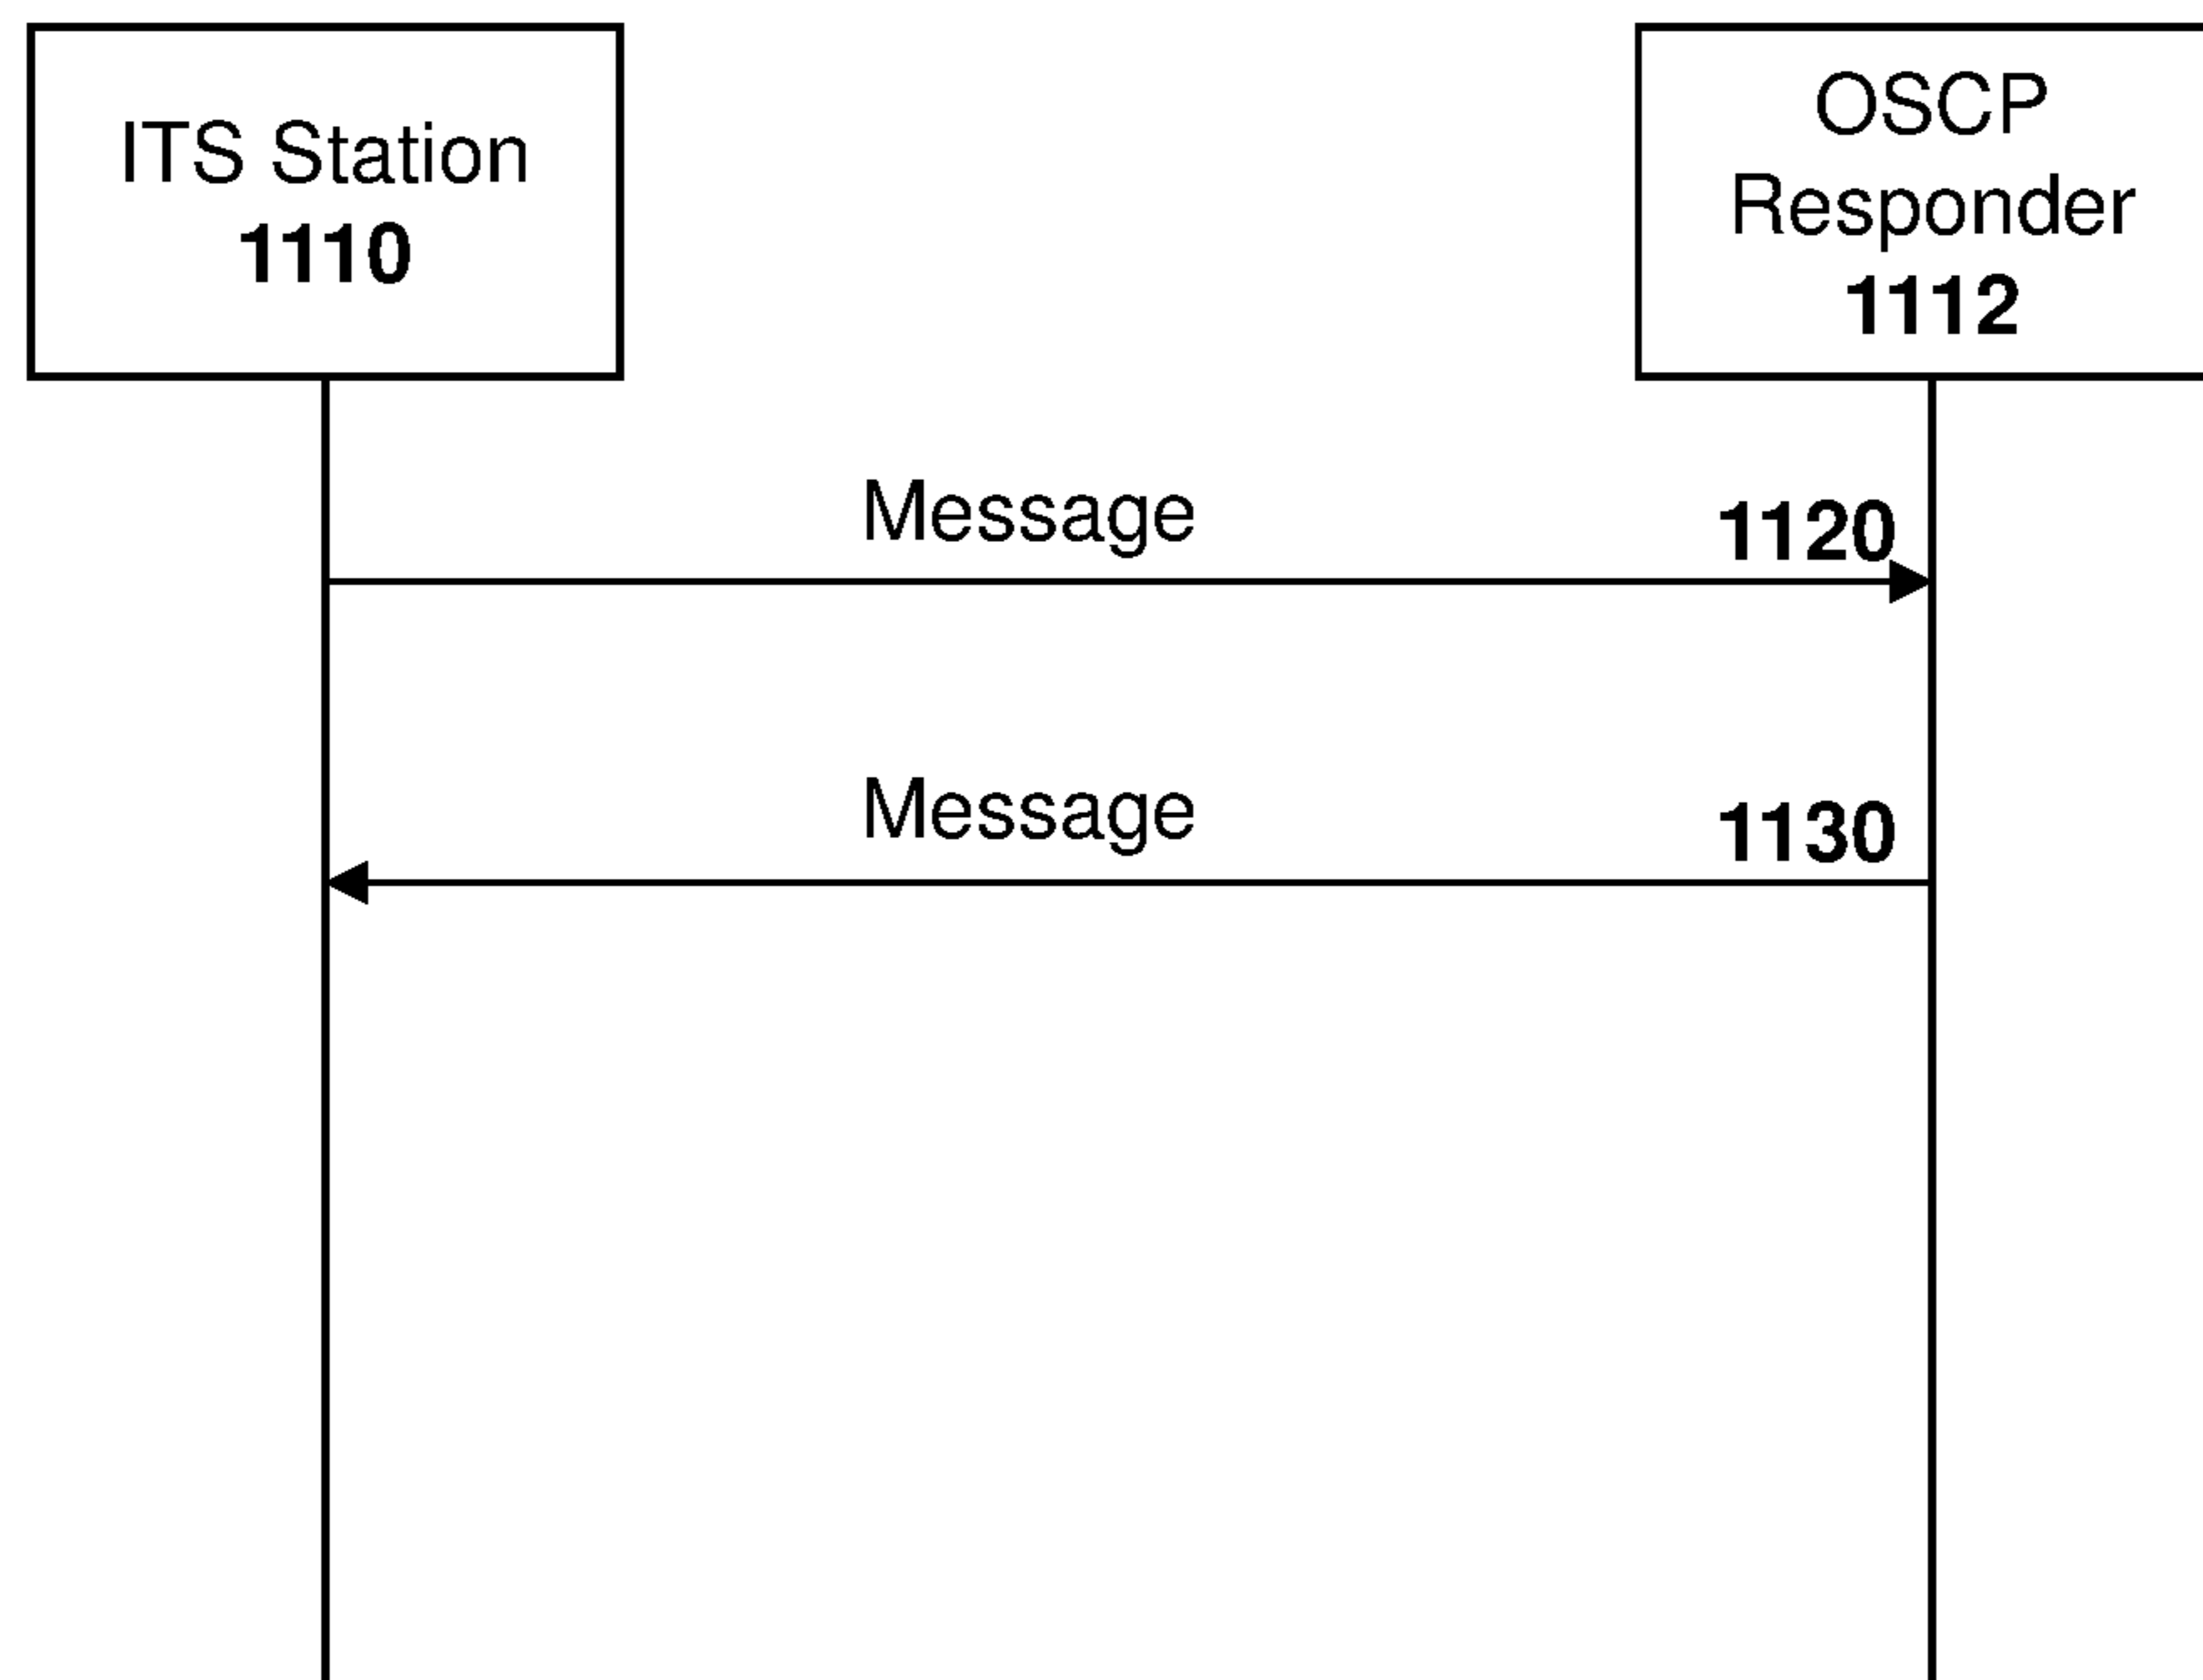 ITS Station
1110
OSCP
Responder
1112
Message
1120
Message
1130